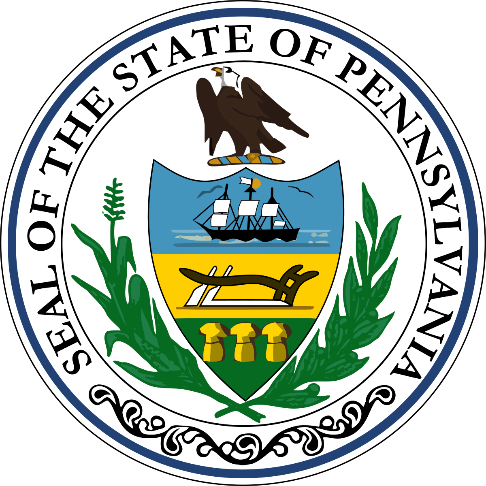 SEAL OF THE STATE OF PENNSYLVANIA